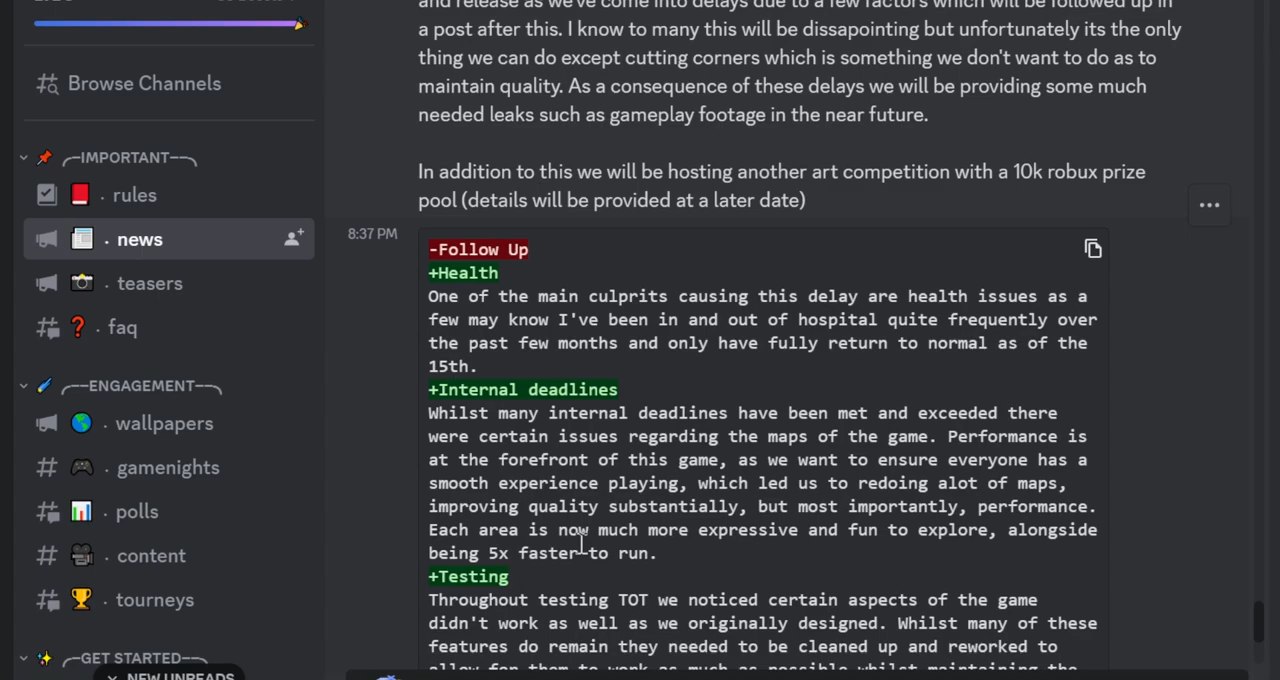 Browse Channels
IMPORTANT
rules
news
teasers
faq
ENGAGEMENT
wallpapers
gamenights
polls
content
tourneys
GET STARTED
NEW UNREADS
and release as we've come into delays due to a few factors which will be followed up in
a post after this. I know to many this will be dissapointing but unfortunately its the only
thing we can do except cutting corners which is something we don't want to do as to
maintain quality. As a consequence of these delays we will be providing some much
needed leaks such as gameplay footage in the near future.
In addition to this we will be hosting another art competition with a 10k robux prize
pool (details will be provided at a later date)
8:37 PM
-Follow Up
+Health
One of the main culprits causing this delay are health issues as a
few may know I've been in and out of hospital quite frequently over
the past few months and only have fully return to normal as of the
15th.
+Internal deadlines
Whilst many internal deadlines have been met and exceeded there
were certain issues regarding the maps of the game. Performance is
at the forefront of this game, as we want to ensure everyone has a
smooth experience playing, which led us to redoing alot of maps,
improving quality substantially, but most importantly, performance.
Each area is now much more expressive and fun to explore, alongside
being 5x faster to run.
+Testing
Throughout testing TOT we noticed certain aspects of the game
didn't work as well as we originally designed. Whilst many of these
features do remain they needed to be cleaned up and reworked to
allow for them to work as much as possible whilst maintaining the